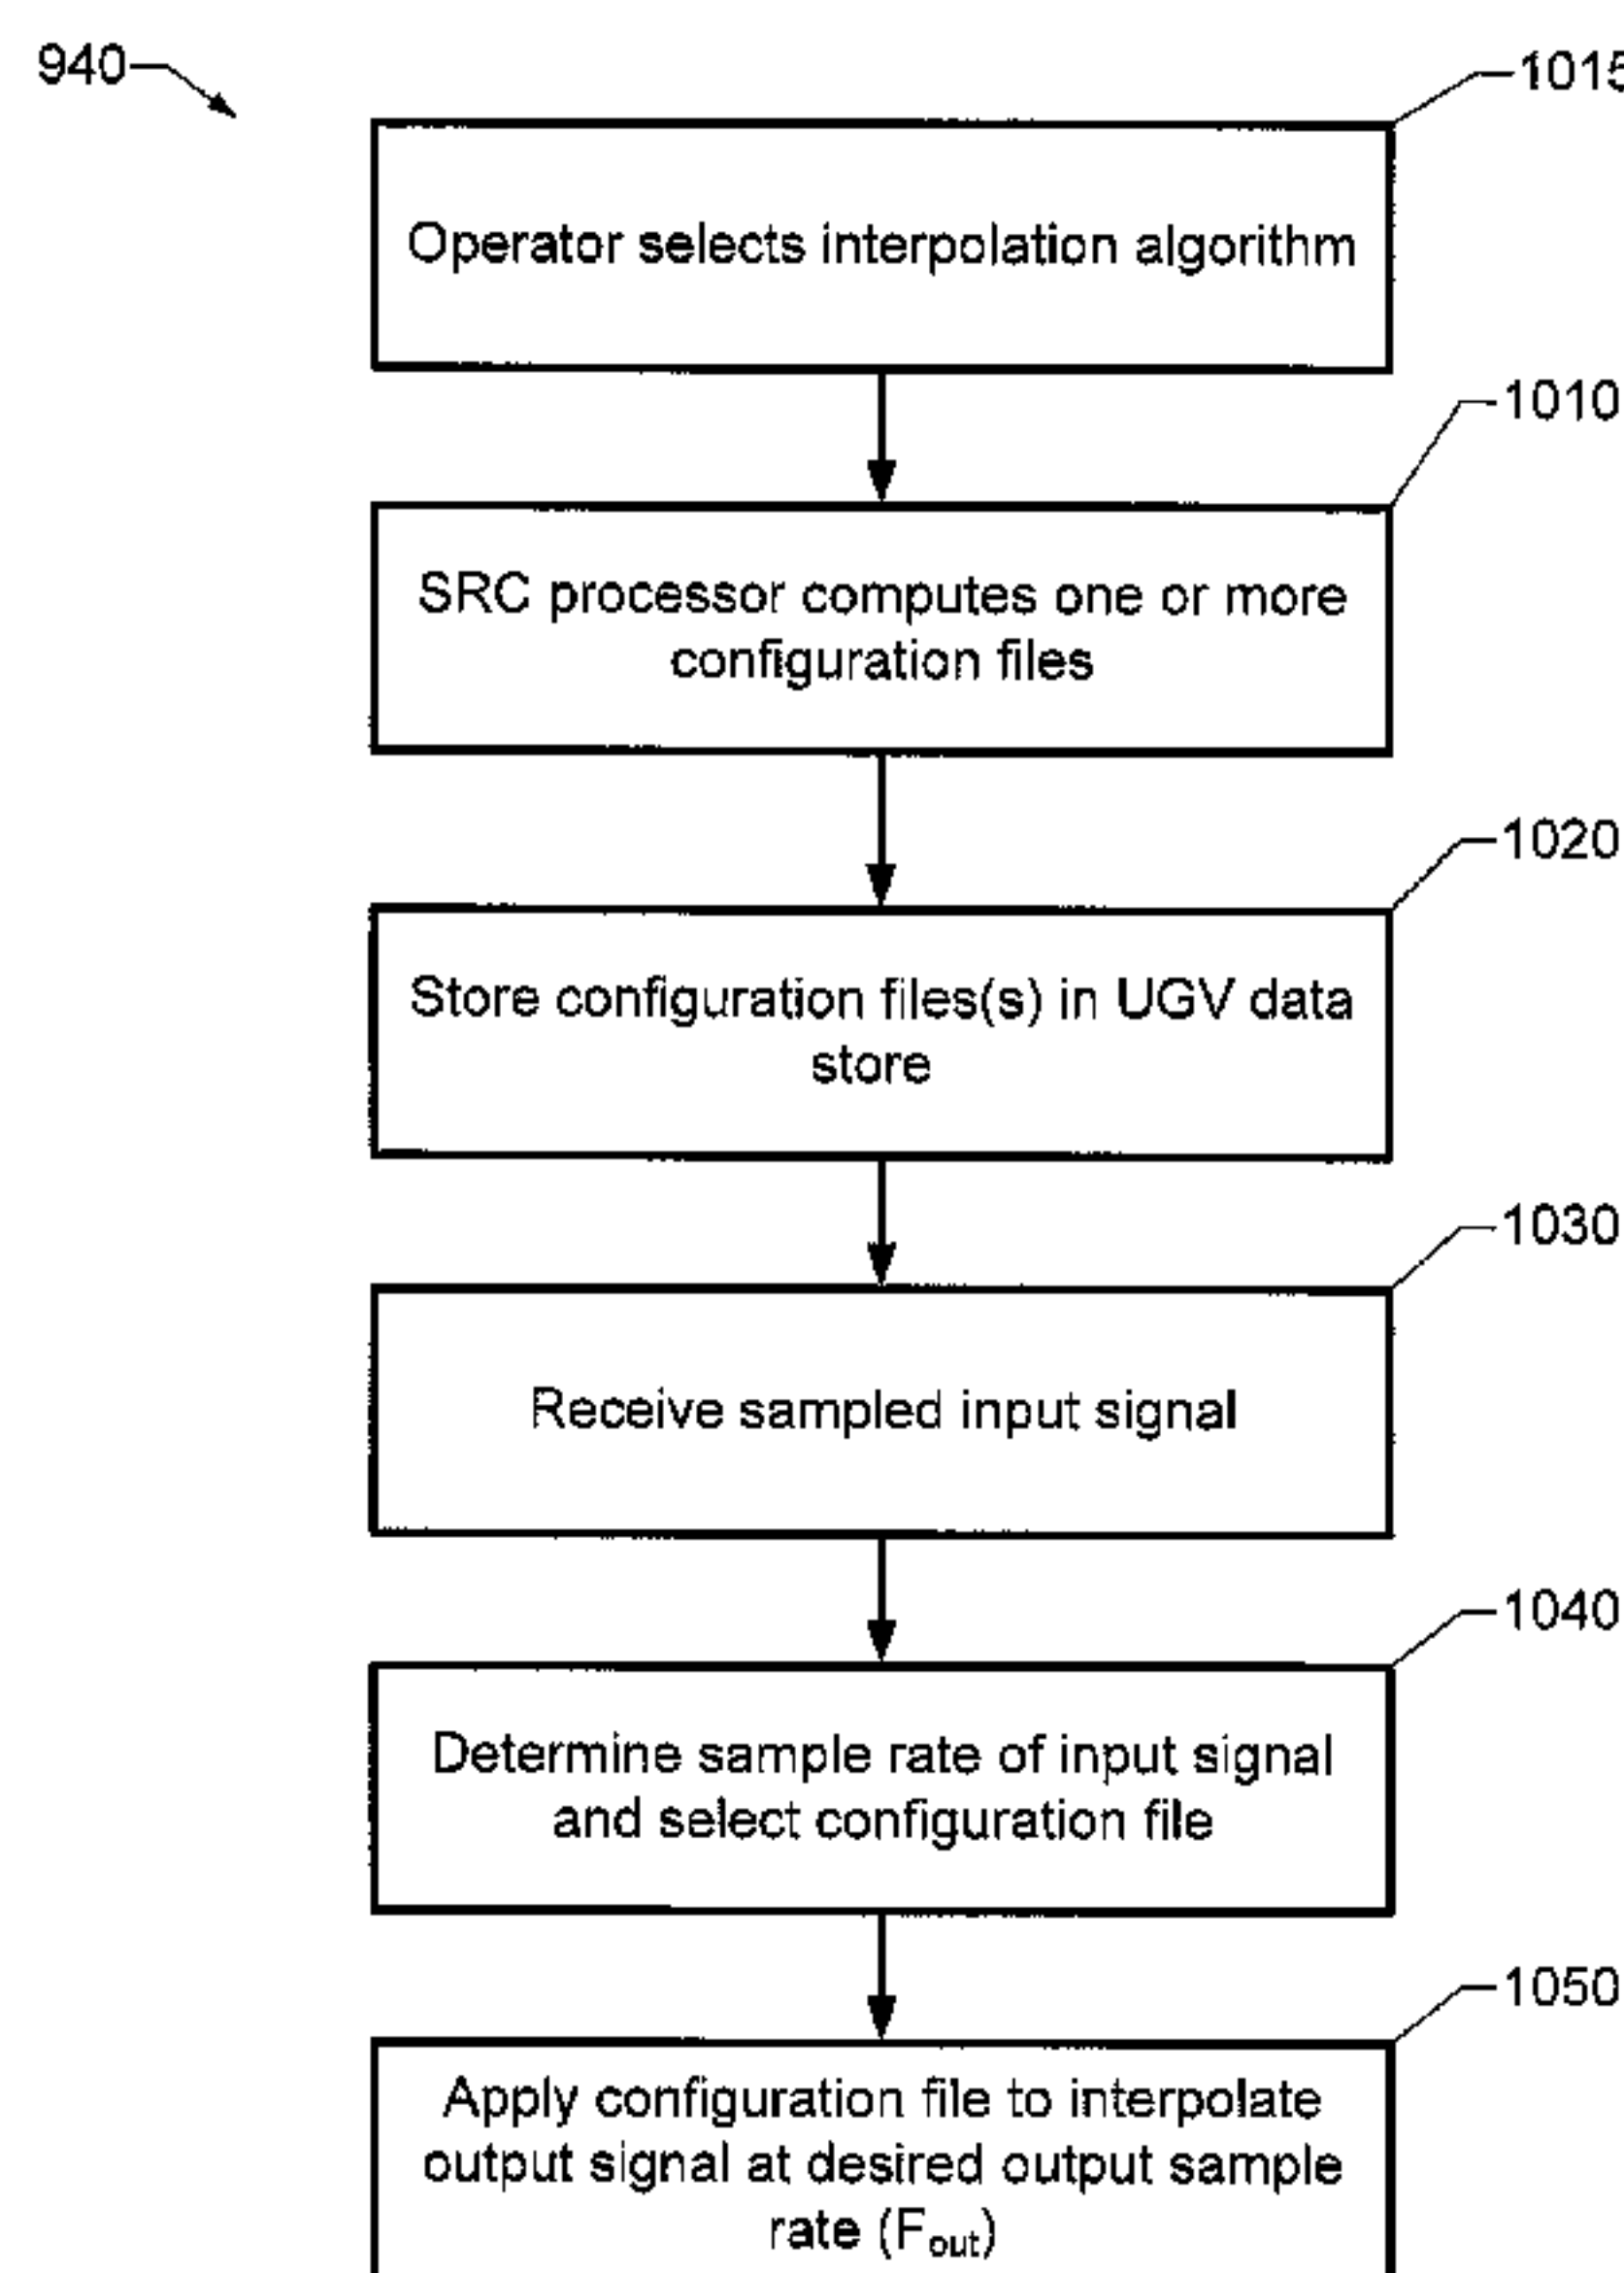 940
1015
Operator selects interpolation algorithm
1010
SRC processor computes one or more
configuration files
1020
Store configuration files(s) in UGV data
store
1030
Receive sampled input signal
1040
Determine sample rate of input signal
and select configuration file
1050
Apply configuration file to interpolate
output signal at desired output sample
rate (Fout)